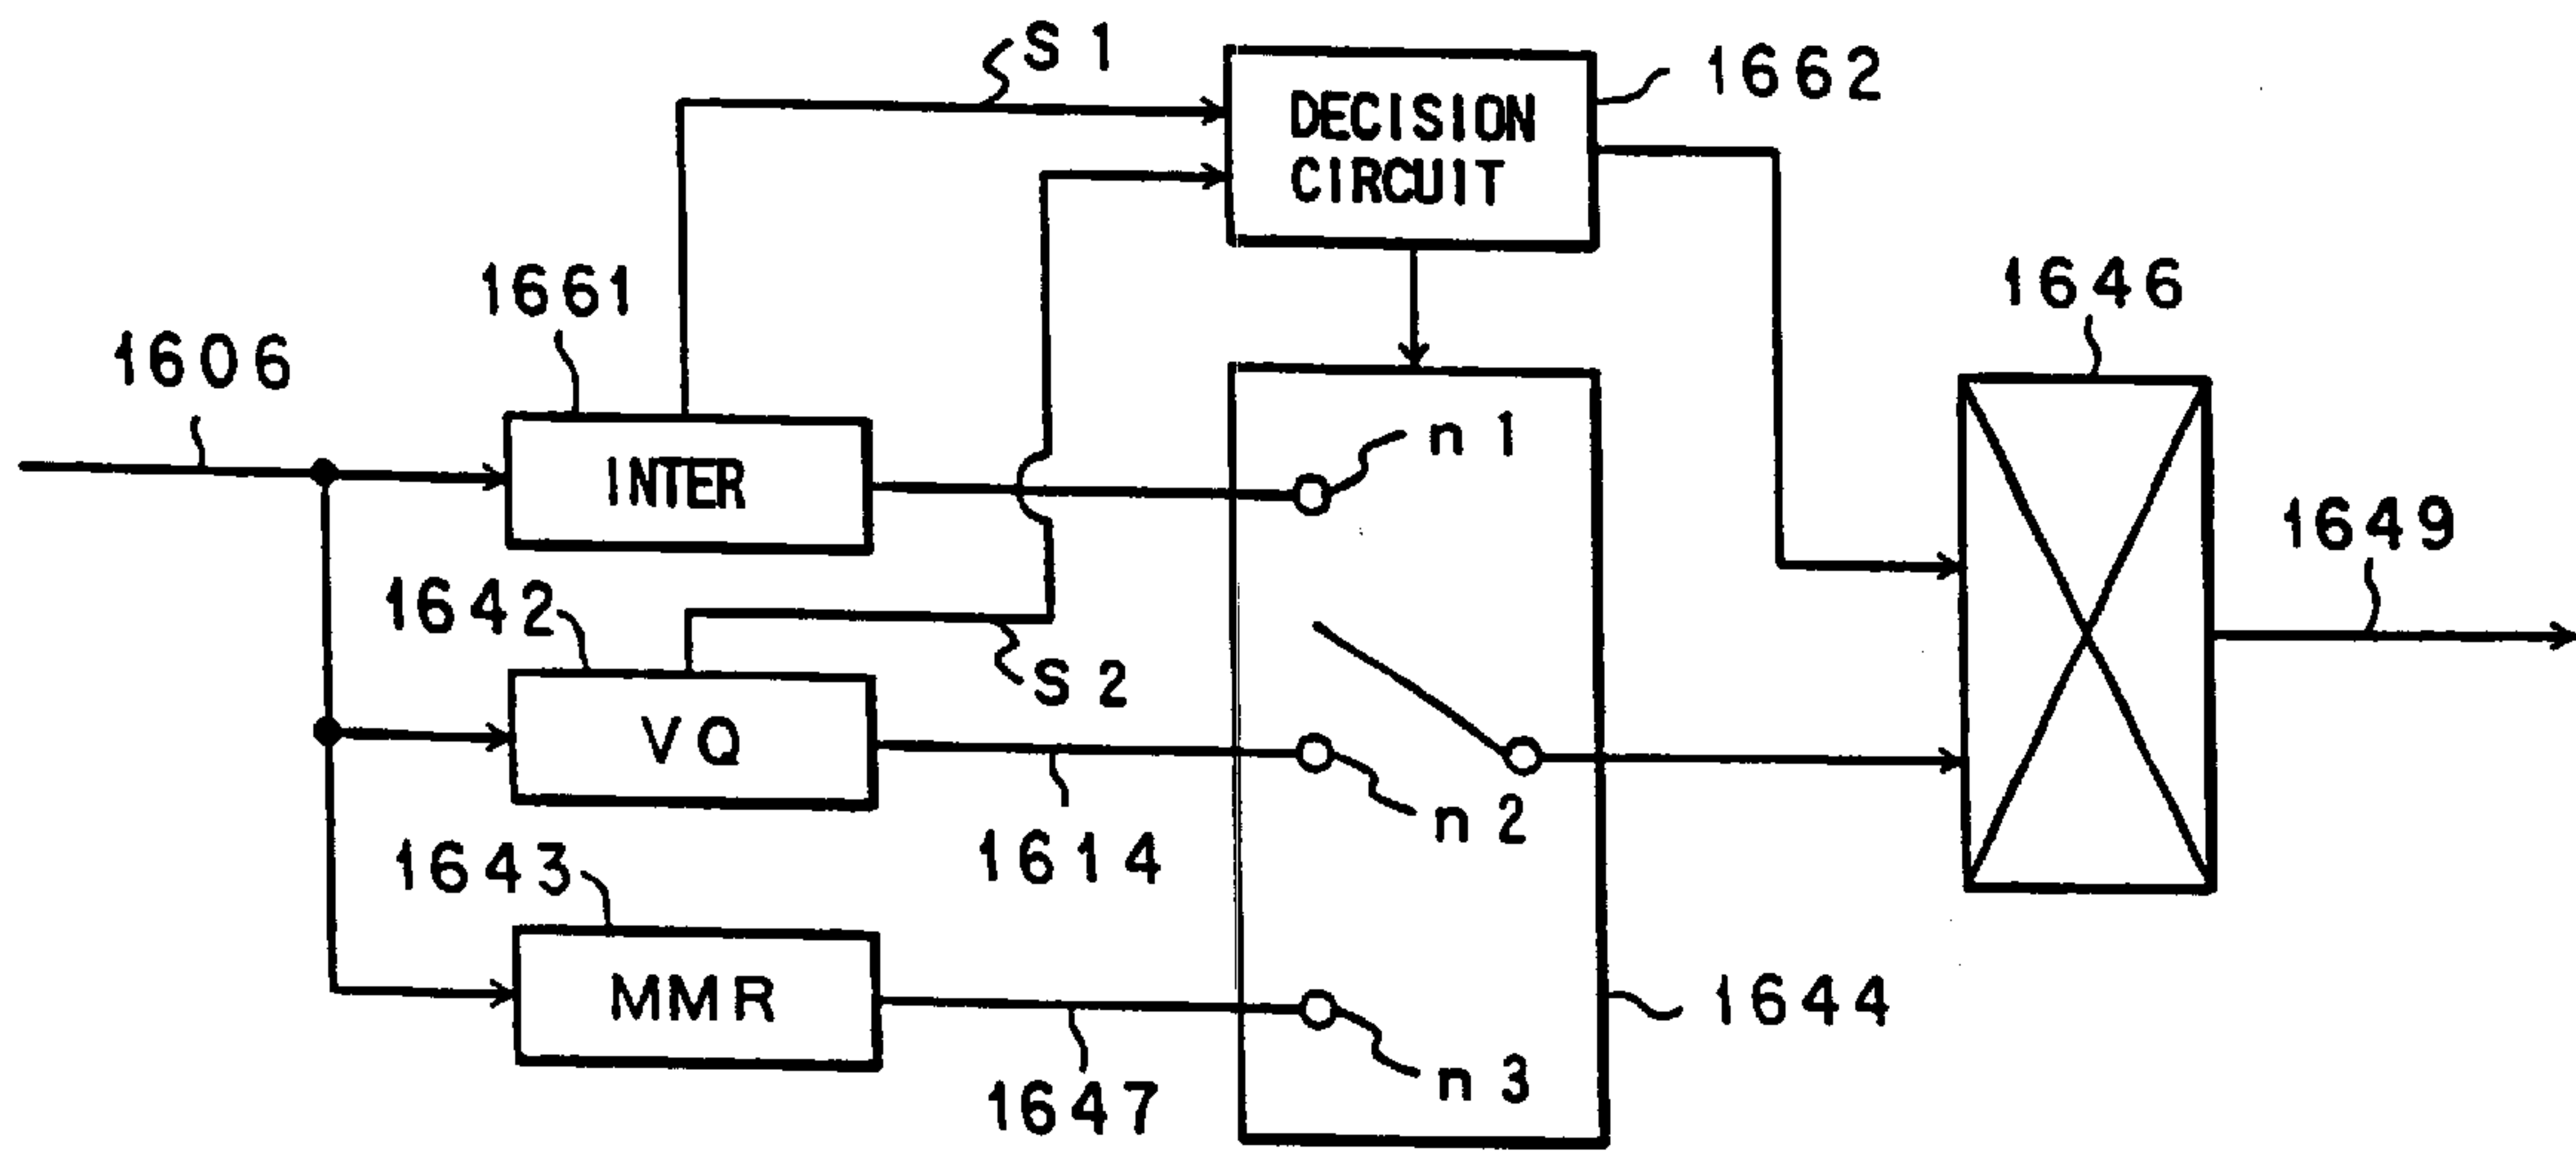 S1
DECISION
CIRCUIT
1662
1661
1606
1646
INTER
n1
1649
1642
S2
VQ
n2
1614
1643
MMR
1644
n3
1647